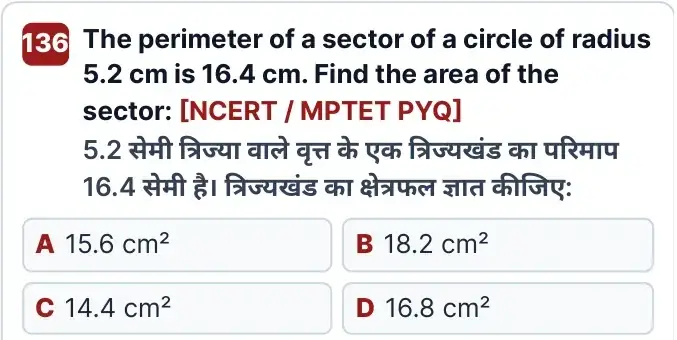 136 The perimeter of a sector of a circle of radius
5.2 cm is 16.4 cm. Find the area of the
sector: [NCERT / MPTET PYQ]
5.2 सेमी त्रिज्या वाले वृत्त के एक त्रिज्यखंड का परिमाप
16.4 सेमी है। त्रिज्यखंड का क्षेत्रफल ज्ञात कीजिए:
A 15.6 cm² B 18.2 cm²
C 14.4 cm² D 16.8 cm²